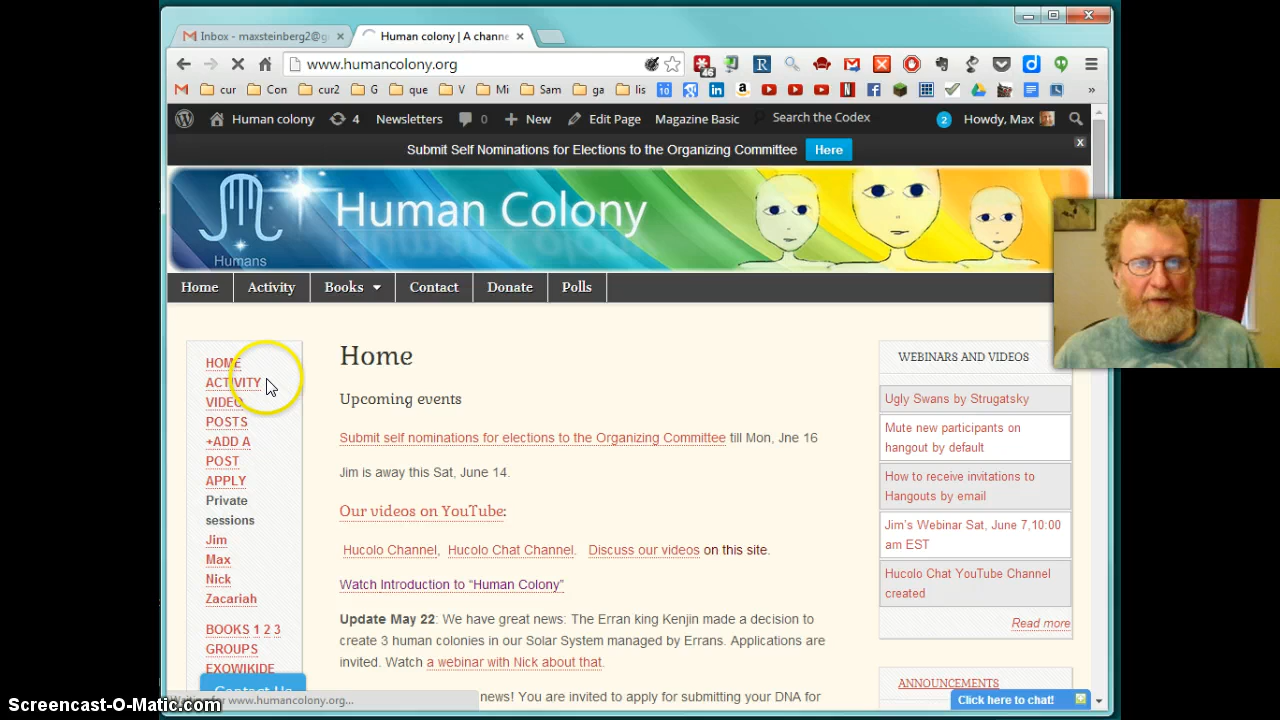 Inbox - maxsteinberg2@g
Human colony | A chann
www.humancolony.org
46
cur
Con
cur2
G
que
V
Mi
Sam
ga
lis
10
Human colony
4
Newsletters
0
New
Edit Page
Magazine Basic
Search the Codex
2
Howdy, Max
Submit Self Nominations for Elections to the Organizing Committee
Here
x
Human Colony
Humans
Home
Activity
Books
Contact
Donate
Polls
HOME
ACTIVITY
VIDEO
POSTS
+ADD A
POST
APPLY
Private
sessions
Jim
Max
Nick
Zacariah
BOOKS 1 2 3
GROUPS
EXOWIKIDE
Contact Us
Home
Upcoming events
Submit self nominations for elections to the Organizing Committee till Mon, Jne 16
Jim is away this Sat, June 14.
Our videos on YouTube:
Hucolo Channel, Hucolo Chat Channel. Discuss our videos on this site.
Watch Introduction to “Human Colony”
Update May 22: We have great news: The Erran king Kenjin made a decision to
create 3 human colonies in our Solar System managed by Errans. Applications are
invited. Watch a webinar with Nick about that.
news! You are invited to apply for submitting your DNA for
WEBINARS AND VIDEOS
Ugly Swans by Strugatsky
Mute new participants on
hangout by default
How to receive invitations to
Hangouts by email
Jim's Webinar Sat, June 7,10:00
am EST
Hucolo Chat YouTube Channel
created
Read more
ANNOUNCEMENTS
Click here to chat!
Waiting for www.humancolony.org...
Screencast-O-Matic.com